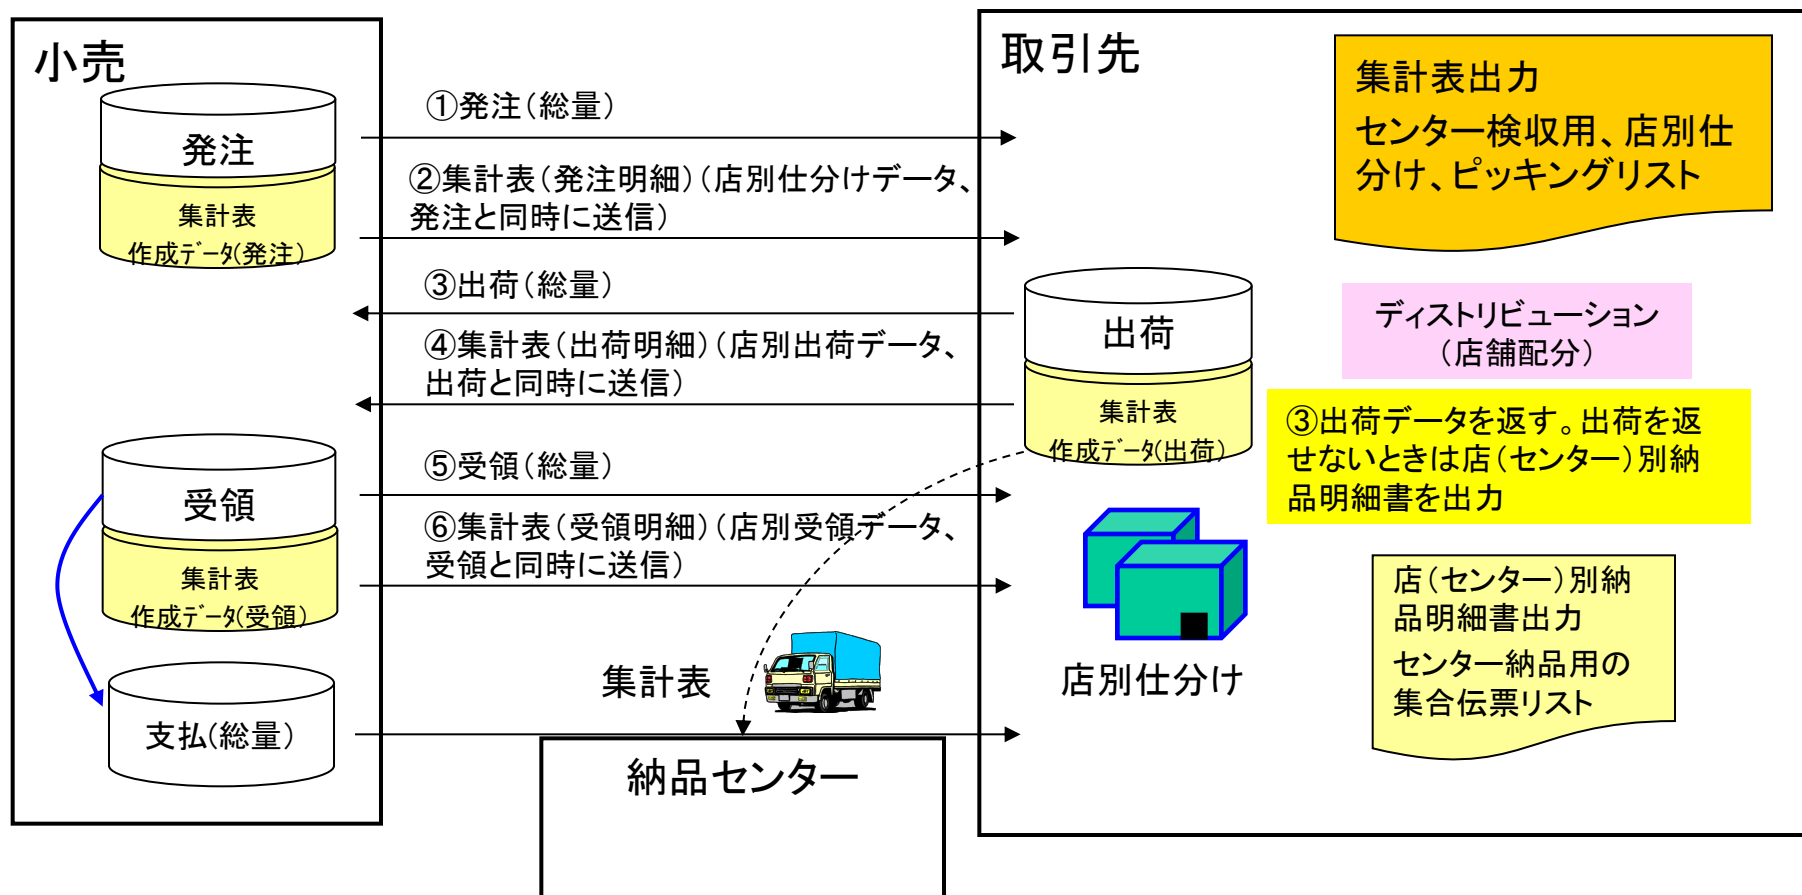 小売
発注
集計表
作成ﾃﾞｰﾀ(発注)
受領
集計表
作成ﾃﾞｰﾀ(受領)
支払(総量)
①発注(総量)
②集計表(発注明細)(店別仕分けデータ、
発注と同時に送信)
③出荷(総量)
④集計表(出荷明細)(店別出荷データ、
出荷と同時に送信)
⑤受領(総量)
⑥集計表(受領明細)(店別受領データ、
受領と同時に送信)
集計表
納品センター
取引先
出荷
集計表
作成ﾃﾞｰﾀ(出荷)
店別仕分け
集計表出力
センター検収用、店別仕
分け、ピッキングリスト
ディストリビューション
(店舗配分)
③出荷データを返す。出荷を返
せないときは店(センター)別納
品明細書を出力
店(センター)別納
品明細書出力
センター納品用の
集合伝票リスト